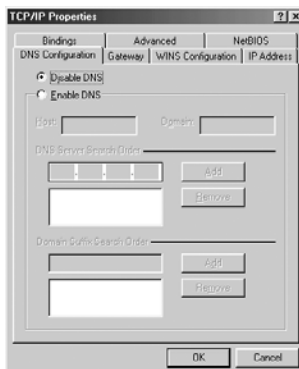 TCP/IP Properties
Bindings Advanced NetBIOS
DNS Configuration Gateway WINS Configuration IP Address
Disable DNS
Enable DNS
Host: Domain:
DNS Server Search Order
Add
Remove
Domain Suffix Search Order
Add
Remove
OK Cancel